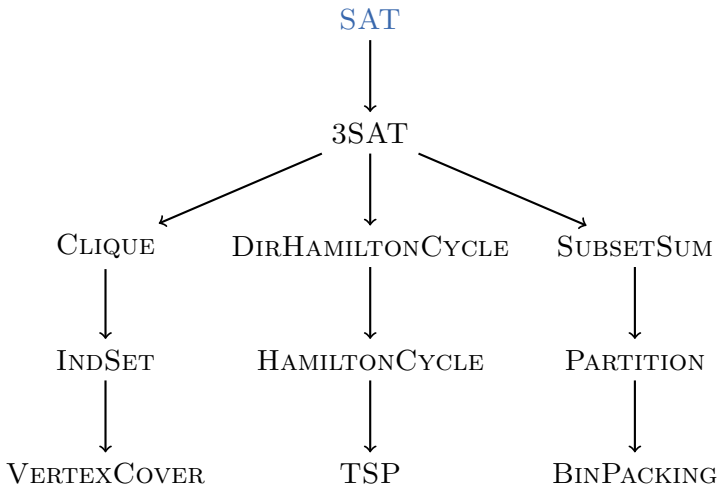 SAT
3SAT
CLIQUE DIRHAMILTONCYCLE SUBSETSUM
INDSET HAMILTONCYCLE PARTITION
VERTEXCOVER TSP BINPACKING